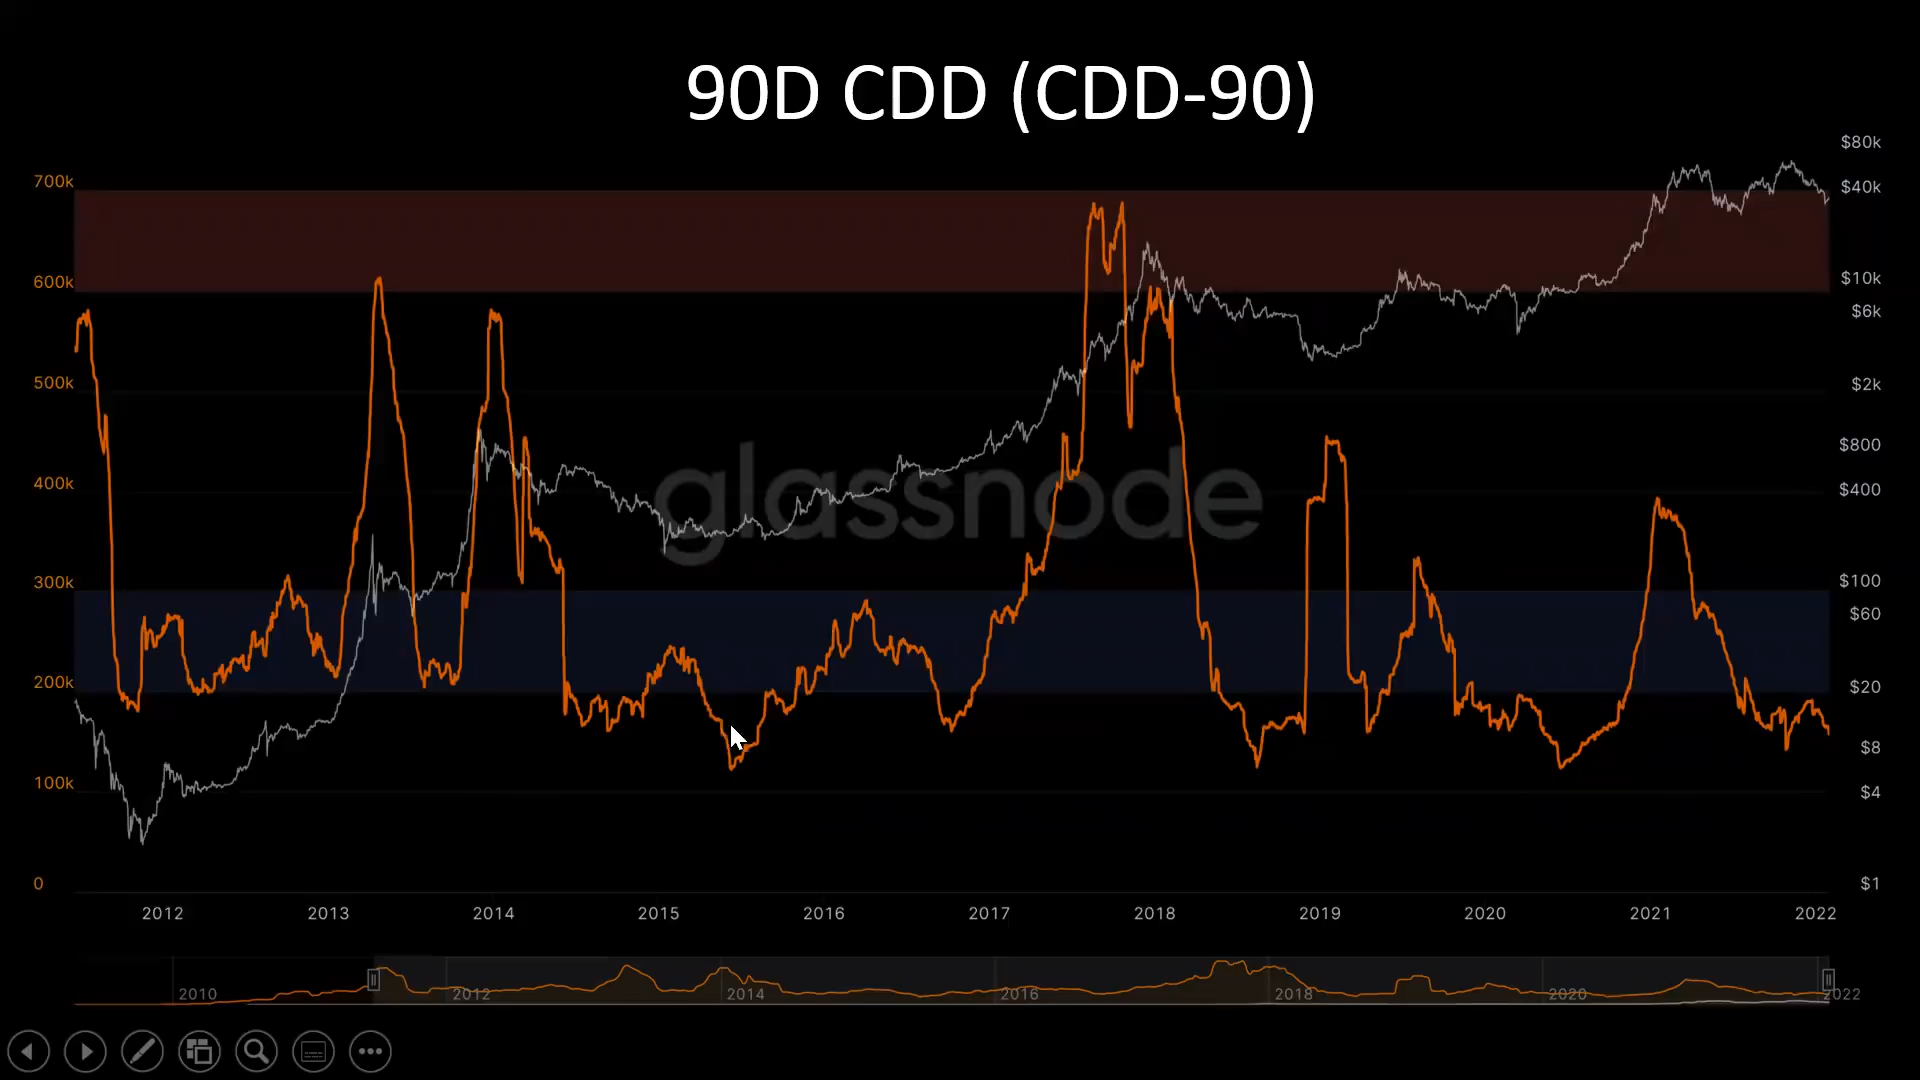 90D CDD (CDD-90)
$80k
700k
$40k
600k
$10k
$6k
500k
$2k
$800
400k
$400
glassnode
300k
$100
$60
200k
$20
$8
100k
$4
0
$1
2012 2013 2014 2015 2016 2017 2018 2019 2020 2021 2022
2010 2012 2014 2016 2018 2020 2022